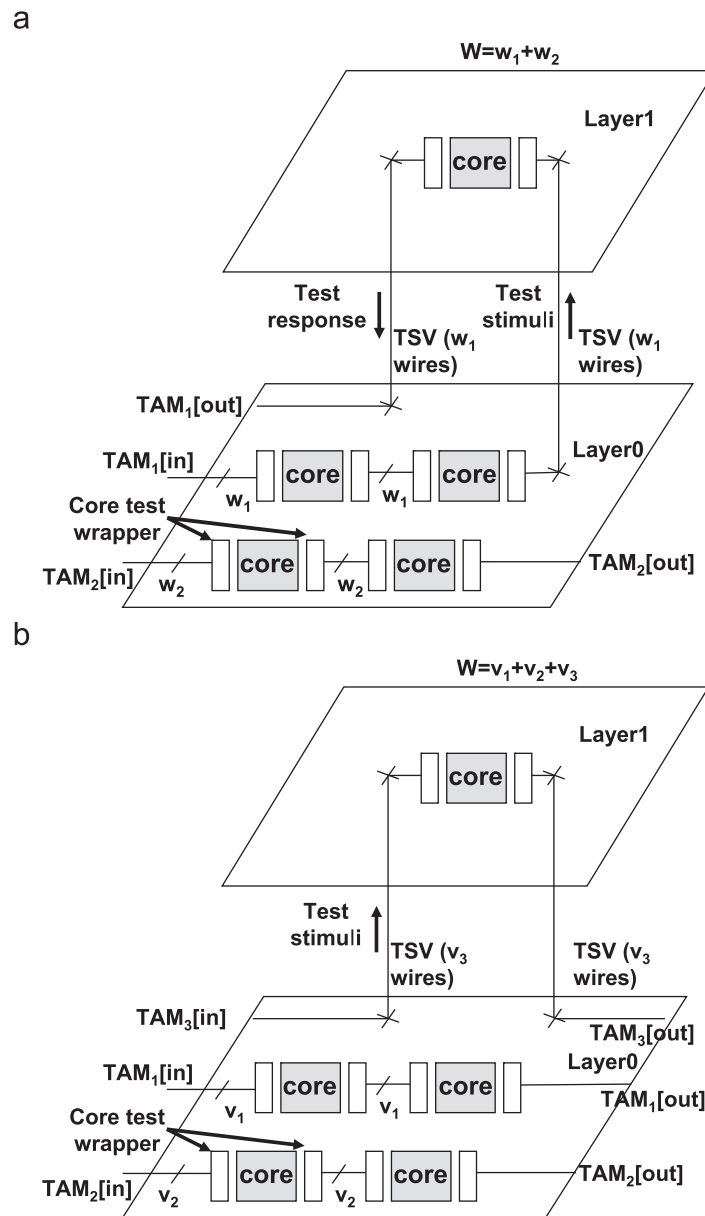 a
W=w₁+w₂
Layer1
core
Test
response
Test
stimuli
TSV (w₁
wires)
TSV (w₁
wires)
TAM₁[out]
TAM₁[in]
Layer0
core
core
w₁
w₁
Core test
wrapper
core
core
TAM₂[in]
w₂
w₂
TAM₂[out]
b
W=v₁+v₂+v₃
Layer1
core
Test
stimuli
TSV (v₃
wires)
TSV (v₃
wires)
TAM₃[in]
TAM₃[out]
Layer0
TAM₁[in]
core
core
v₁
v₁
TAM₁[out]
Core test
wrapper
core
core
TAM₂[in]
v₂
v₂
TAM₂[out]